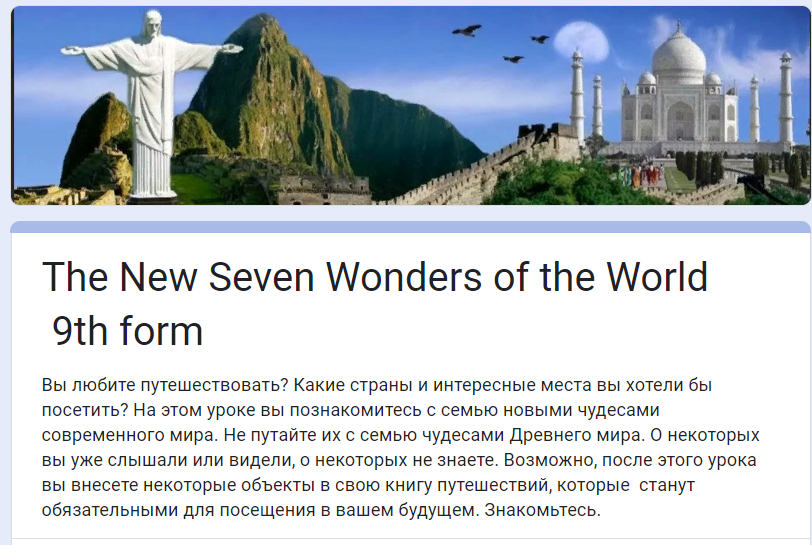 The New Seven Wonders of the World
9th form
Вы любите путешествовать? Какие страны и интересные места вы хотели бы
посетить? На этом уроке вы познакомитесь с семью новыми чудесами
современного мира. Не путайте их с семью чудесами Древнего мира. О некоторых
вы уже слышали или видели, о некоторых не знаете. Возможно, после этого урока
вы внесете некоторые объекты в свою книгу путешествий, которые  станут
обязательными для посещения в вашем будущем. Знакомьтесь.